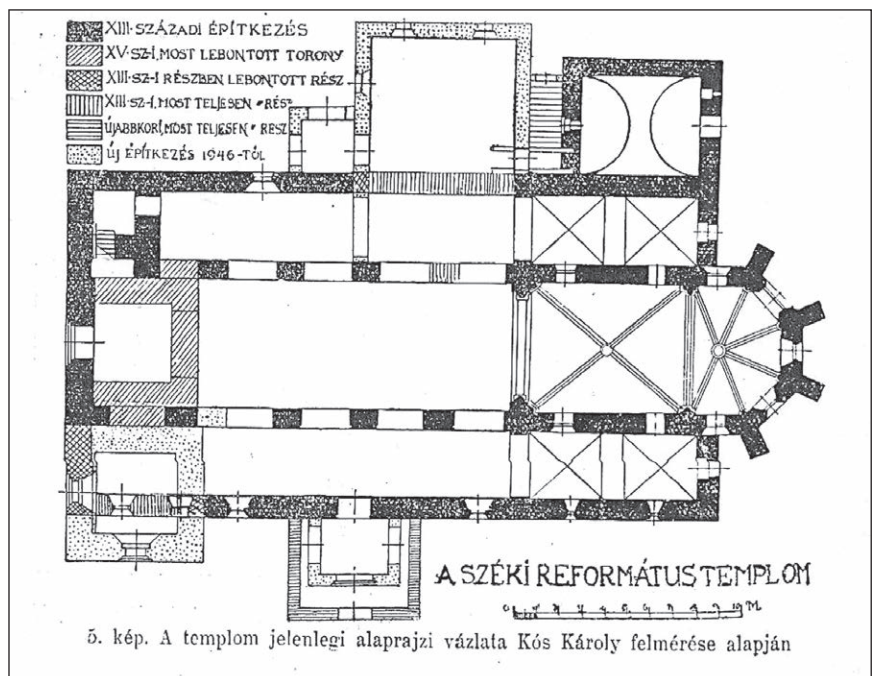 XIII·SZÁZADI ÉPÍTKEZÉS
XV·SZ-I, MOST LEBONTOTT TORONY
XIII·SZ-I RÉSZBEN LEBONTOTT RÉSZ
XIII·SZ-I, MOST TELJESEN " RÉSZ
ÚJABBKORI, MOST TELJESEN " RÉSZ
ÚJ ÉPÍTKEZÉS 1946-TÓL
A SZÉKI REFORMÁTUS TEMPLOM
M.
5. kép. A templom jelenlegi alaprajzi vázlata Kós Károly felmérése alapján